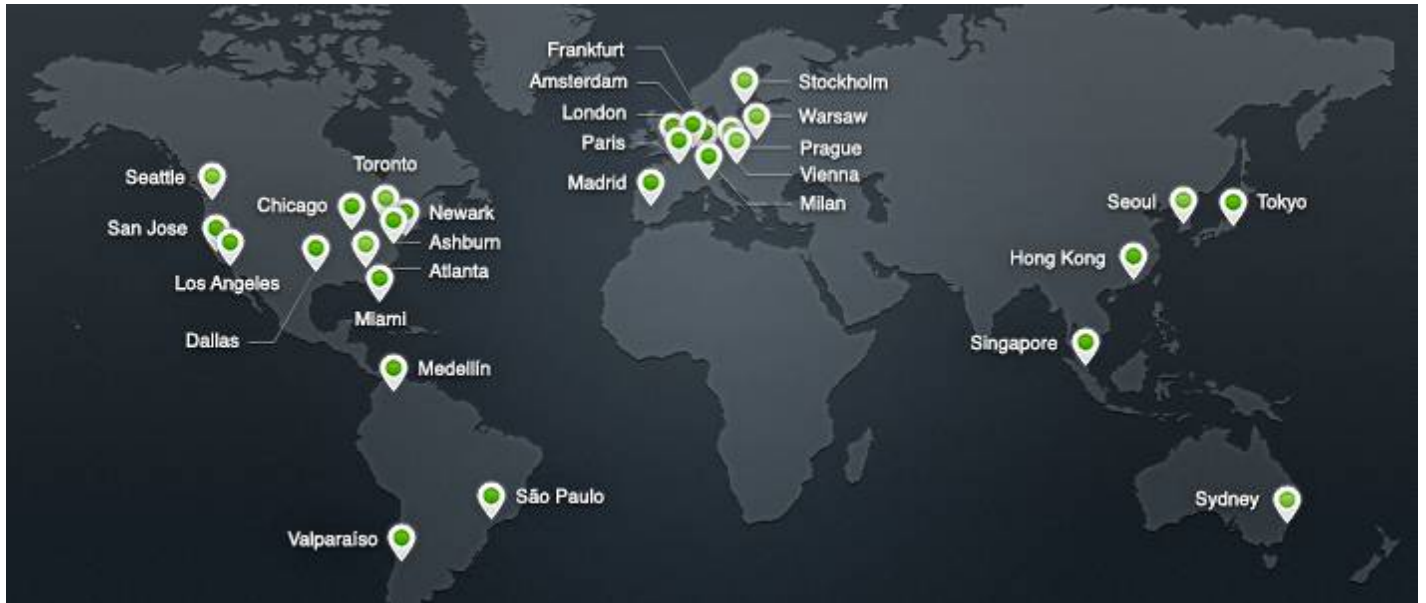 Frankfurt
Amsterdam
Stockholm
London
Warsaw
Paris
Prague
Toronto
Vienna
Seattle
Madrid
Milan
Chicago
Newark
Seoul
Tokyo
San Jose
Ashburn
Hong Kong
Atlanta
Los Angeles
Miami
Dallas
Singapore
Medellín
São Paulo
Sydney
Valparaíso